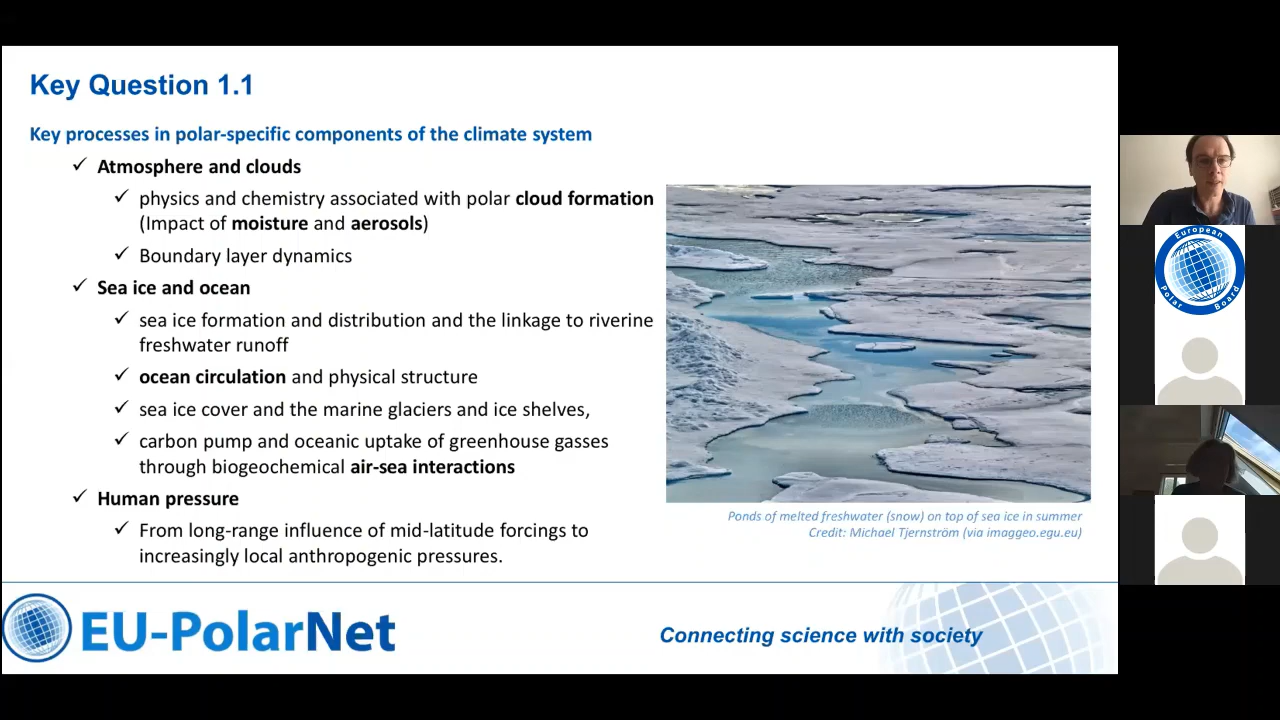 Key Question 1.1
Key processes in polar-specific components of the climate system
✓ Atmosphere and clouds
✓ physics and chemistry associated with polar cloud formation
(Impact of moisture and aerosols)
✓ Boundary layer dynamics
✓ Sea ice and ocean
✓ sea ice formation and distribution and the linkage to riverine
freshwater runoff
✓ ocean circulation and physical structure
✓ sea ice cover and the marine glaciers and ice shelves,
✓ carbon pump and oceanic uptake of greenhouse gasses
through biogeochemical air-sea interactions
✓ Human pressure
✓ From long-range influence of mid-latitude forcings to
increasingly local anthropogenic pressures.
Ponds of melted freshwater (snow) on top of sea ice in summer
Credit: Michael Tjernström (via imaggeo.egu.eu)
EU-PolarNet
Connecting science with society
European
Polar Board